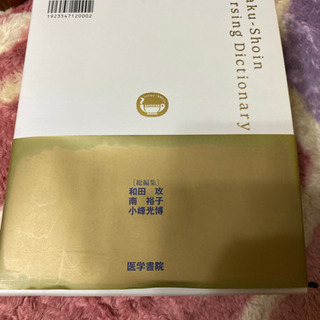 1923547120002
aku-Shoin
rsing Dictionary
[総編集]
和田 攻
南 裕子
小峰光博
医学書院